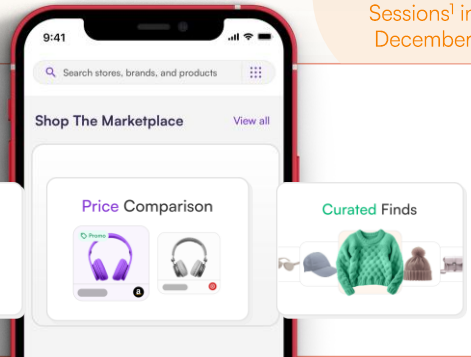 Sessions¹ in
December
9:41
Search stores, brands, and products
Shop The Marketplace
View all
Price Comparison
Promo
a
Curated Finds